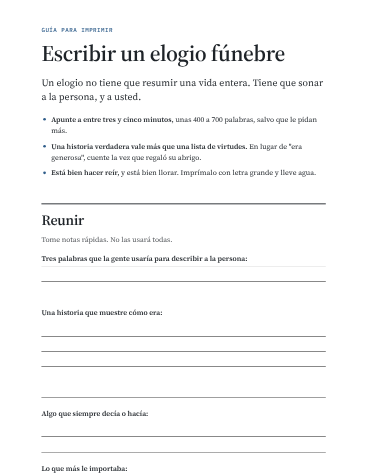 GUÍA PARA IMPRIMIR
Escribir un elogio fúnebre
Un elogio no tiene que resumir una vida entera. Tiene que sonar
a la persona, y a usted.
• Apunte a entre tres y cinco minutos, unas 400 a 700 palabras, salvo que le pidan
más.
• Una historia verdadera vale más que una lista de virtudes. En lugar de "era
generosa", cuente la vez que regaló su abrigo.
• Está bien hacer reír, y está bien llorar. Imprímalo con letra grande y lleve agua.
Reunir
Tome notas rápidas. No las usará todas.
Tres palabras que la gente usaría para describir a la persona:
Una historia que muestre cómo era:
Algo que siempre decía o hacía:
Lo que más le importaba: